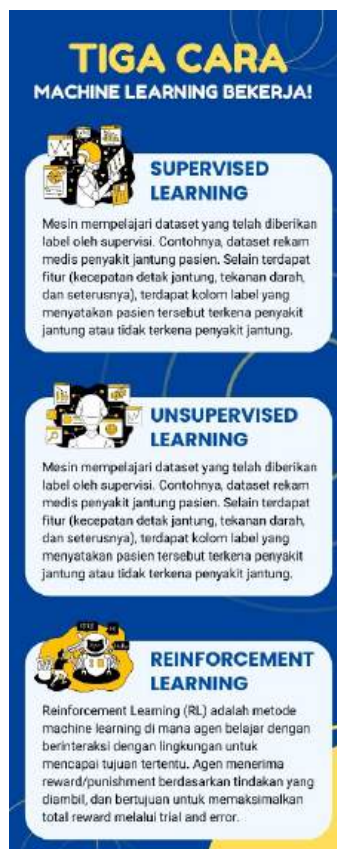 TIGA CARA
MACHINE LEARNING BEKERJA!
SUPERVISED
LEARNING
Mesin mempelajari dataset yang telah diberikan
label oleh supervisi. Contohnya, dataset rekam
medis penyakit jantung pasien. Selain terdapat
fitur (kecepatan detak jantung, tekanan darah,
dan seterusnya), terdapat kolom label yang
menyatakan pasien tersebut terkena penyakit
jantung atau tidak terkena penyakit jantung.
UNSUPERVISED
LEARNING
Mesin mempelajari dataset yang telah diberikan
label oleh supervisi. Contohnya, dataset rekam
medis penyakit jantung pasien. Selain terdapat
fitur (kecepatan detak jantung, tekanan darah,
dan seterusnya), terdapat kolom label yang
menyatakan pasien tersebut terkena penyakit
jantung atau tidak terkena penyakit jantung.
REINFORCEMENT
LEARNING
Reinforcement Learning (RL) adalah metode
machine learning di mana agen belajar dengan
berinteraksi dengan lingkungan untuk
mencapai tujuan tertentu. Agen menerima
reward/punishment berdasarkan tindakan yang
diambil, dan bertujuan untuk memaksimalkan
total reward melalui trial and error.